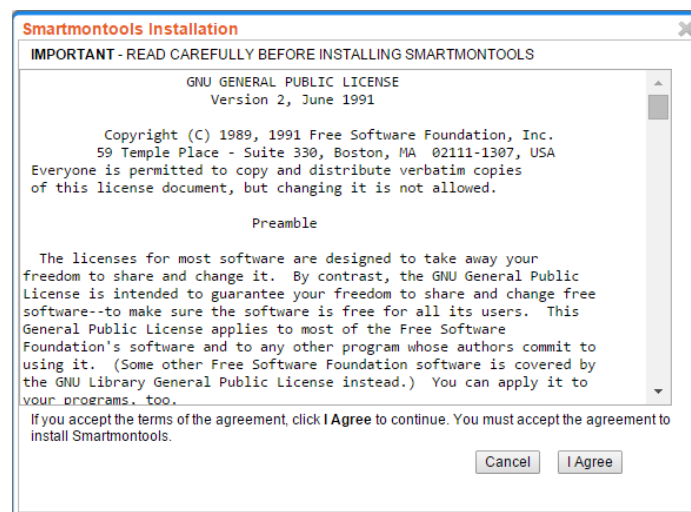 Smartmontools Installation
IMPORTANT - READ CAREFULLY BEFORE INSTALLING SMARTMONTOOLS
GNU GENERAL PUBLIC LICENSE
Version 2, June 1991
Copyright (C) 1989, 1991 Free Software Foundation, Inc.
59 Temple Place - Suite 330, Boston, MA 02111-1307, USA
Everyone is permitted to copy and distribute verbatim copies
of this license document, but changing it is not allowed.
Preamble
The licenses for most software are designed to take away your
freedom to share and change it. By contrast, the GNU General Public
License is intended to guarantee your freedom to share and change free
software--to make sure the software is free for all its users. This
General Public License applies to most of the Free Software
Foundation's software and to any other program whose authors commit to
using it. (Some other Free Software Foundation software is covered by
the GNU Library General Public License instead.) You can apply it to
your programs, too.
If you accept the terms of the agreement, click I Agree to continue. You must accept the agreement to
install Smartmontools.
Cancel I Agree